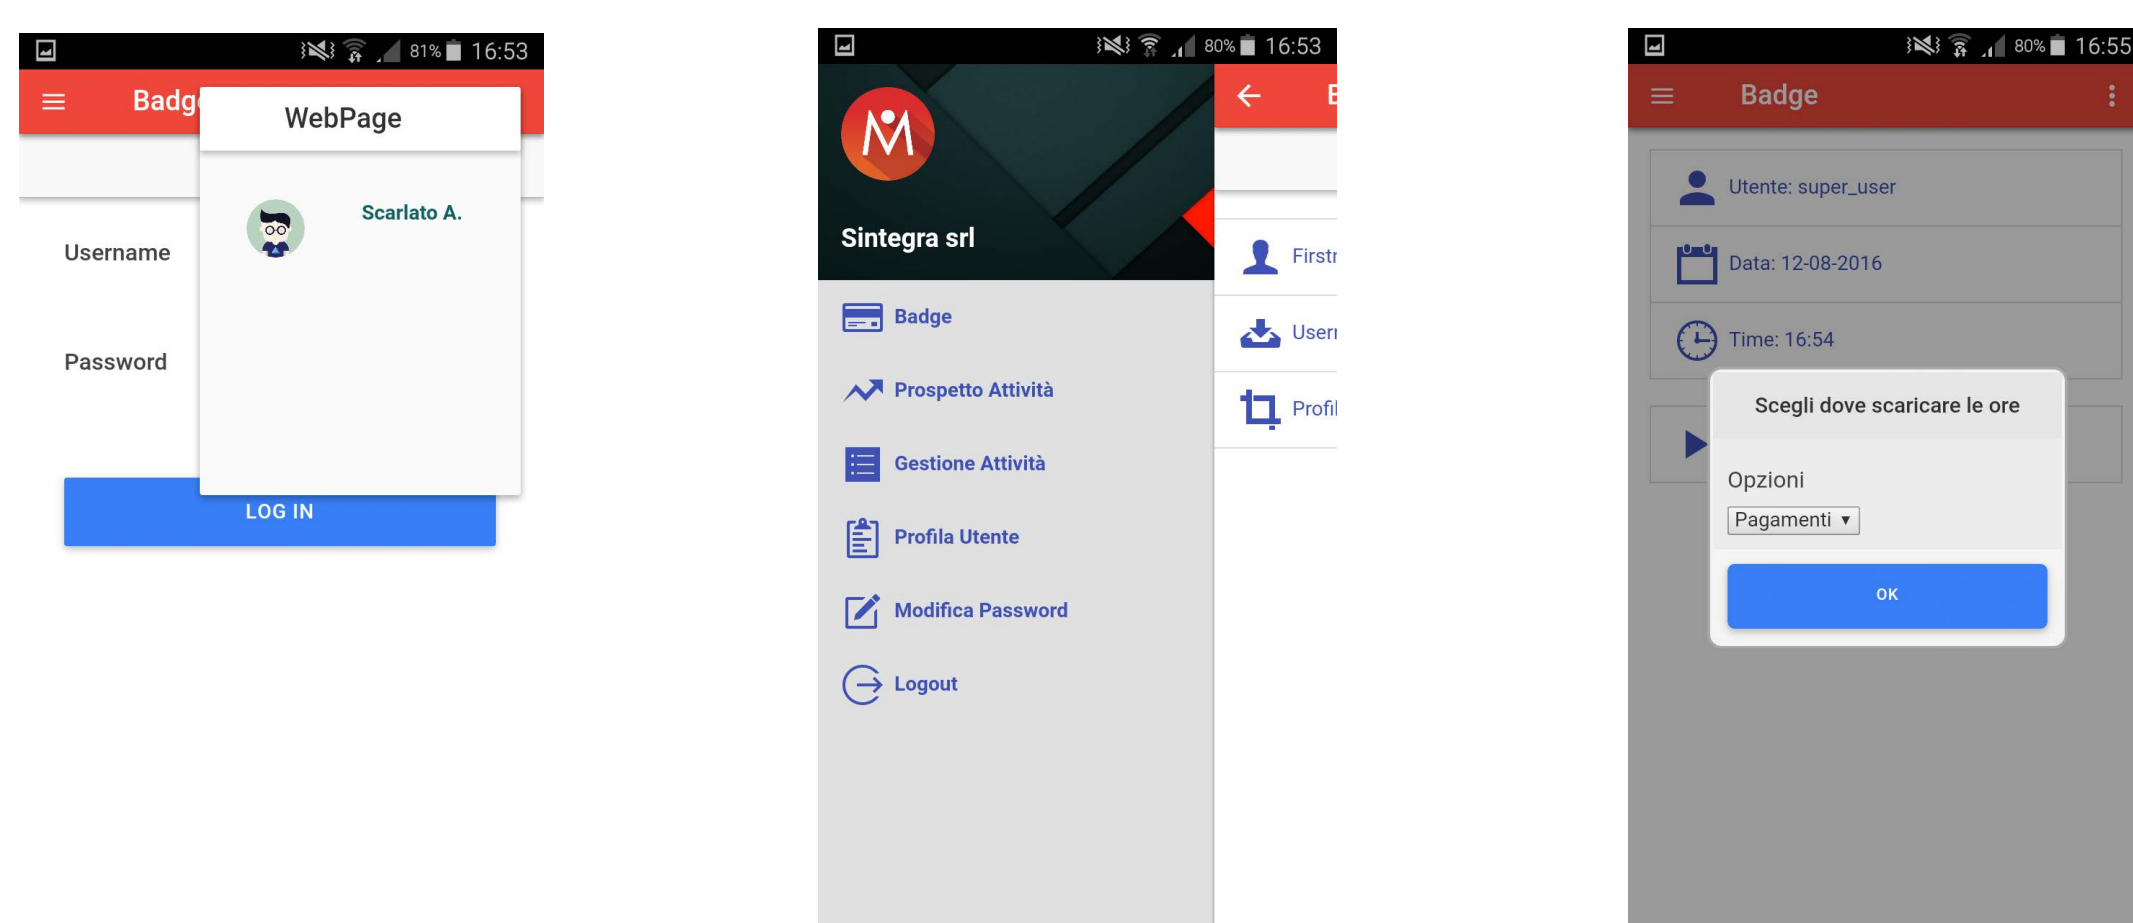 81% 16:53
Badge
WebPage
Scarlato A.
Username
Password
LOG IN
80% 16:53
Sintegra srl
Badge
Prospetto Attività
Gestione Attività
Profila Utente
Modifica Password
Logout
80% 16:55
Badge
Utente: super_user
Data: 12-08-2016
Time: 16:54
Scegli dove scaricare le ore
Opzioni
Pagamenti
OK